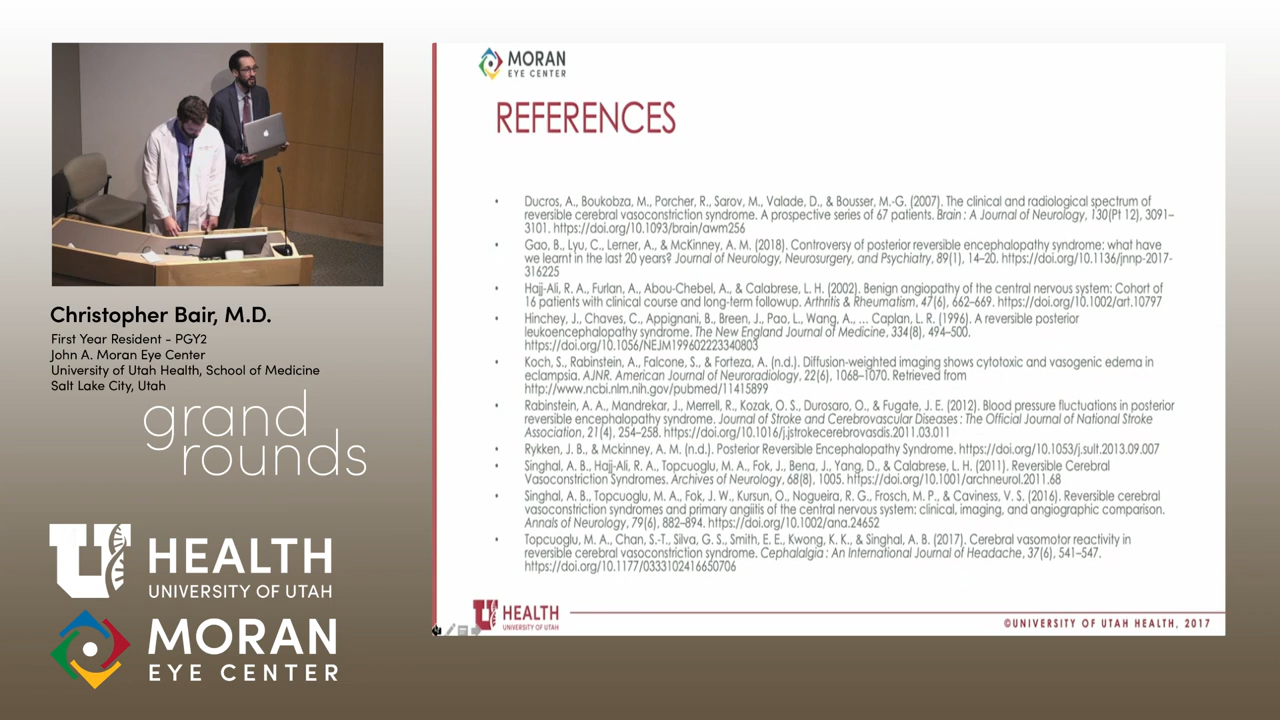 MORAN
EYE CENTER
REFERENCES
• Ducros, A., Boukobza, M., Porcher, R., Sarov, M., Valade, D., & Bousser, M.-G. (2007). The clinical and radiological spectrum of
reversible cerebral vasoconstriction syndrome. A prospective series of 67 patients. Brain : A Journal of Neurology, 130(Pt 12), 3091–
3101. https://doi.org/10.1093/brain/awm256
• Gao, B., Lyu, C., Lerner, A., & McKinney, A. M. (2018). Controversy of posterior reversible encephalopathy syndrome: what have
we learnt in the last 20 years? Journal of Neurology, Neurosurgery, and Psychiatry, 89(1), 14–20. https://doi.org/10.1136/jnnp-2017-
316225
• Hajj-Ali, R. A., Furlan, A., Abou-Chebel, A., & Calabrese, L. H. (2002). Benign angiopathy of the central nervous system: Cohort of
16 patients with clinical course and long-term followup. Arthritis & Rheumatism, 47(6), 662–669. https://doi.org/10.1002/art.10797
• Hinchey, J., Chaves, C., Appignani, B., Breen, J., Pao, L., Wang, A., … Caplan, L. R. (1996). A reversible posterior
leukoencephalopathy syndrome. The New England Journal of Medicine, 334(8), 494–500.
https://doi.org/10.1056/NEJM199602223340803
• Koch, S., Rabinstein, A., Falcone, S., & Forteza, A. (n.d.). Diffusion-weighted imaging shows cytotoxic and vasogenic edema in
eclampsia. AJNR. American Journal of Neuroradiology, 22(6), 1068–1070. Retrieved from
http://www.ncbi.nlm.nih.gov/pubmed/11415899
• Rabinstein, A. A., Mandrekar, J., Merrell, R., Kozak, O. S., Durosaro, O., & Fugate, J. E. (2012). Blood pressure fluctuations in posterior
reversible encephalopathy syndrome. Journal of Stroke and Cerebrovascular Diseases : The Official Journal of National Stroke
Association, 21(4), 254–258. https://doi.org/10.1016/j.jstrokecerebrovasdis.2011.03.011
• Rykken, J. B., & Mckinney, A. M. (n.d.). Posterior Reversible Encephalopathy Syndrome. https://doi.org/10.1053/j.sult.2013.09.007
• Singhal, A. B., Hajj-Ali, R. A., Topcuoglu, M. A., Fok, J., Bena, J., Yang, D., & Calabrese, L. H. (2011). Reversible Cerebral
Vasoconstriction Syndromes. Archives of Neurology, 68(8), 1005. https://doi.org/10.1001/archneurol.2011.68
• Singhal, A. B., Topcuoglu, M. A., Fok, J. W., Kursun, O., Nogueira, R. G., Frosch, M. P., & Caviness, V. S. (2016). Reversible cerebral
vasoconstriction syndromes and primary angiitis of the central nervous system: clinical, imaging, and angiographic comparison.
Annals of Neurology, 79(6), 882–894. https://doi.org/10.1002/ana.24652
• Topcuoglu, M. A., Chan, S.-T., Silva, G. S., Smith, E. E., Kwong, K. K., & Singhal, A. B. (2017). Cerebral vasomotor reactivity in
reversible cerebral vasoconstriction syndrome. Cephalalgia : An International Journal of Headache, 37(6), 541–547.
https://doi.org/10.1177/0333102416650706
U HEALTH
UNIVERSITY OF UTAH
©UNIVERSITY OF UTAH HEALTH, 2017
Christopher Bair, M.D.
First Year Resident - PGY2
John A. Moran Eye Center
University of Utah Health, School of Medicine
Salt Lake City, Utah
grand
rounds
U HEALTH
UNIVERSITY OF UTAH
MORAN
EYE CENTER